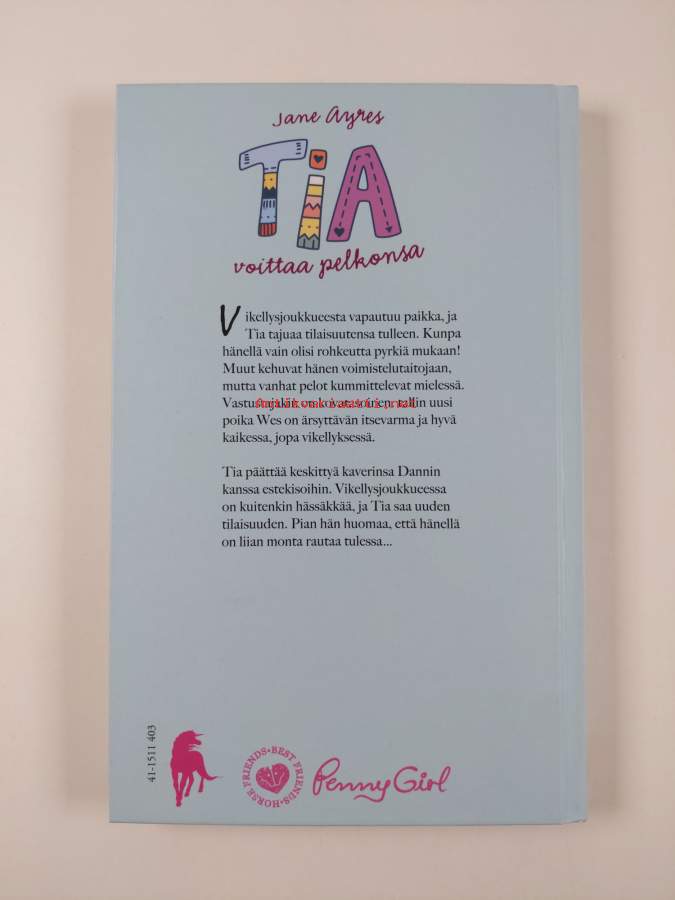 Jane Ayres
TiA
voittaa pelkonsa
Vikellysjoukkueesta vapautuu paikka, ja
Tia tajuaa tilaisuutensa tulleen. Kunpa
hänellä vain olisi rohkeutta pyrkiä mukaan!
Muut kehuvat hänen voimistelutaitojaan,
mutta vanhat pelot kummittelevat mielessä.
uusi
poika Wes on ärsyttävän itsevarma ja hyvä
kaikessa, jopa vikellyksessä.
Tia päättää keskittyä kaverinsa Dannin
kanssa estekisoihin. Vikellysjoukkueessa
on kuitenkin hässäkkää, ja Tia saa uuden
tilaisuuden. Pian hän huomaa, että hänellä
on liian monta rautaa tulessa...
41-1511 403
HORSE FRIENDS•BEST FRIENDS•
Penny Girl